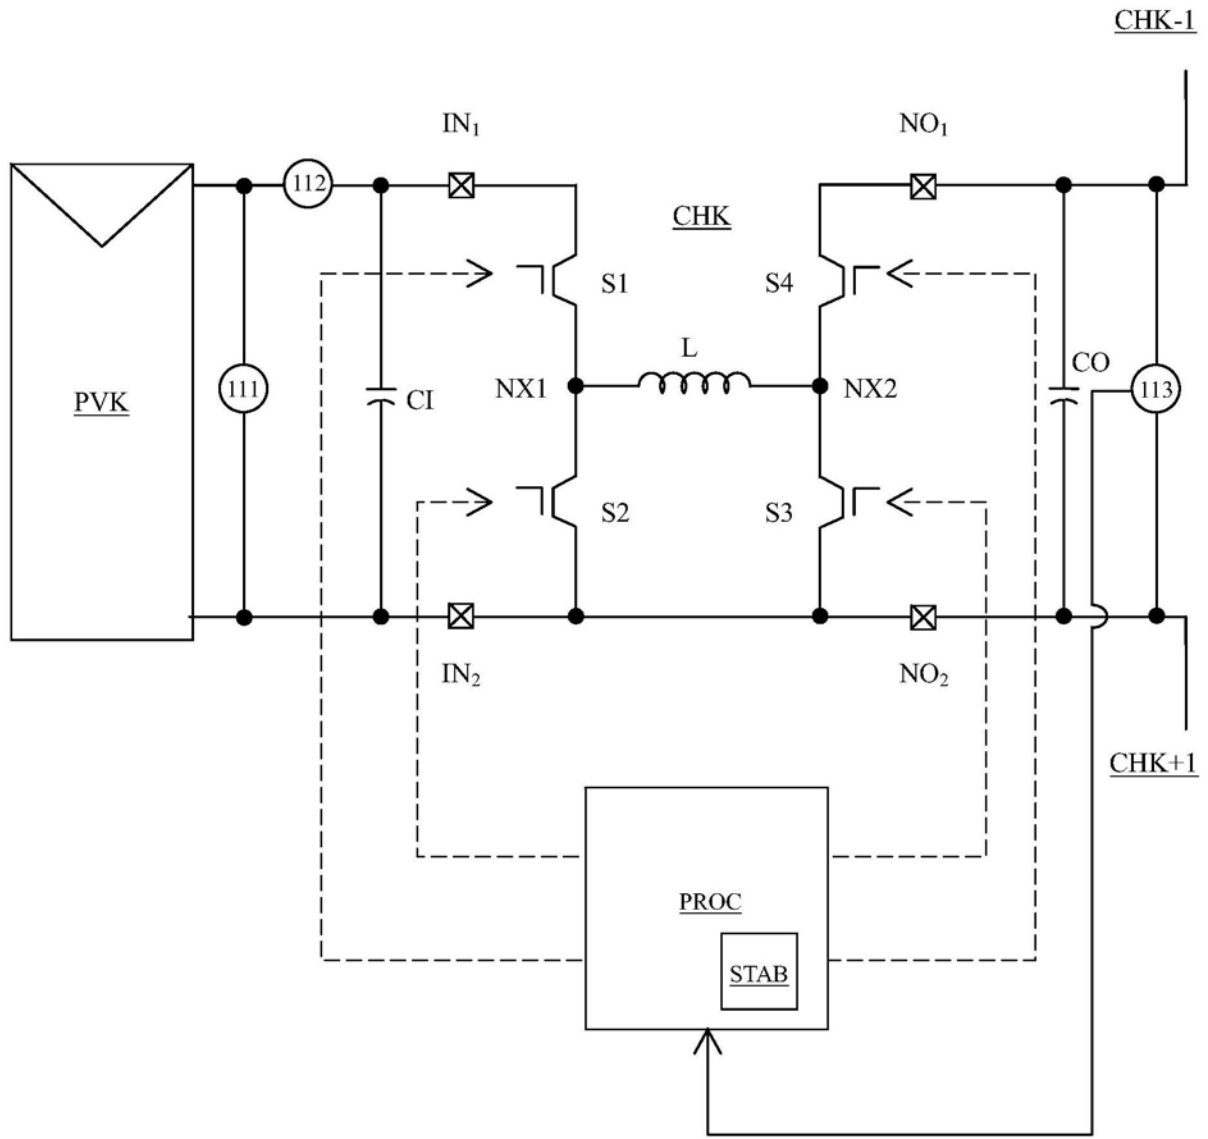 CHK-1
IN₁
NO₁
112
CHK
S1
S4
L
111
PVK
CI
NX1
NX2
CO
113
S2
S3
IN₂
NO₂
CHK+1
PROC
STAB